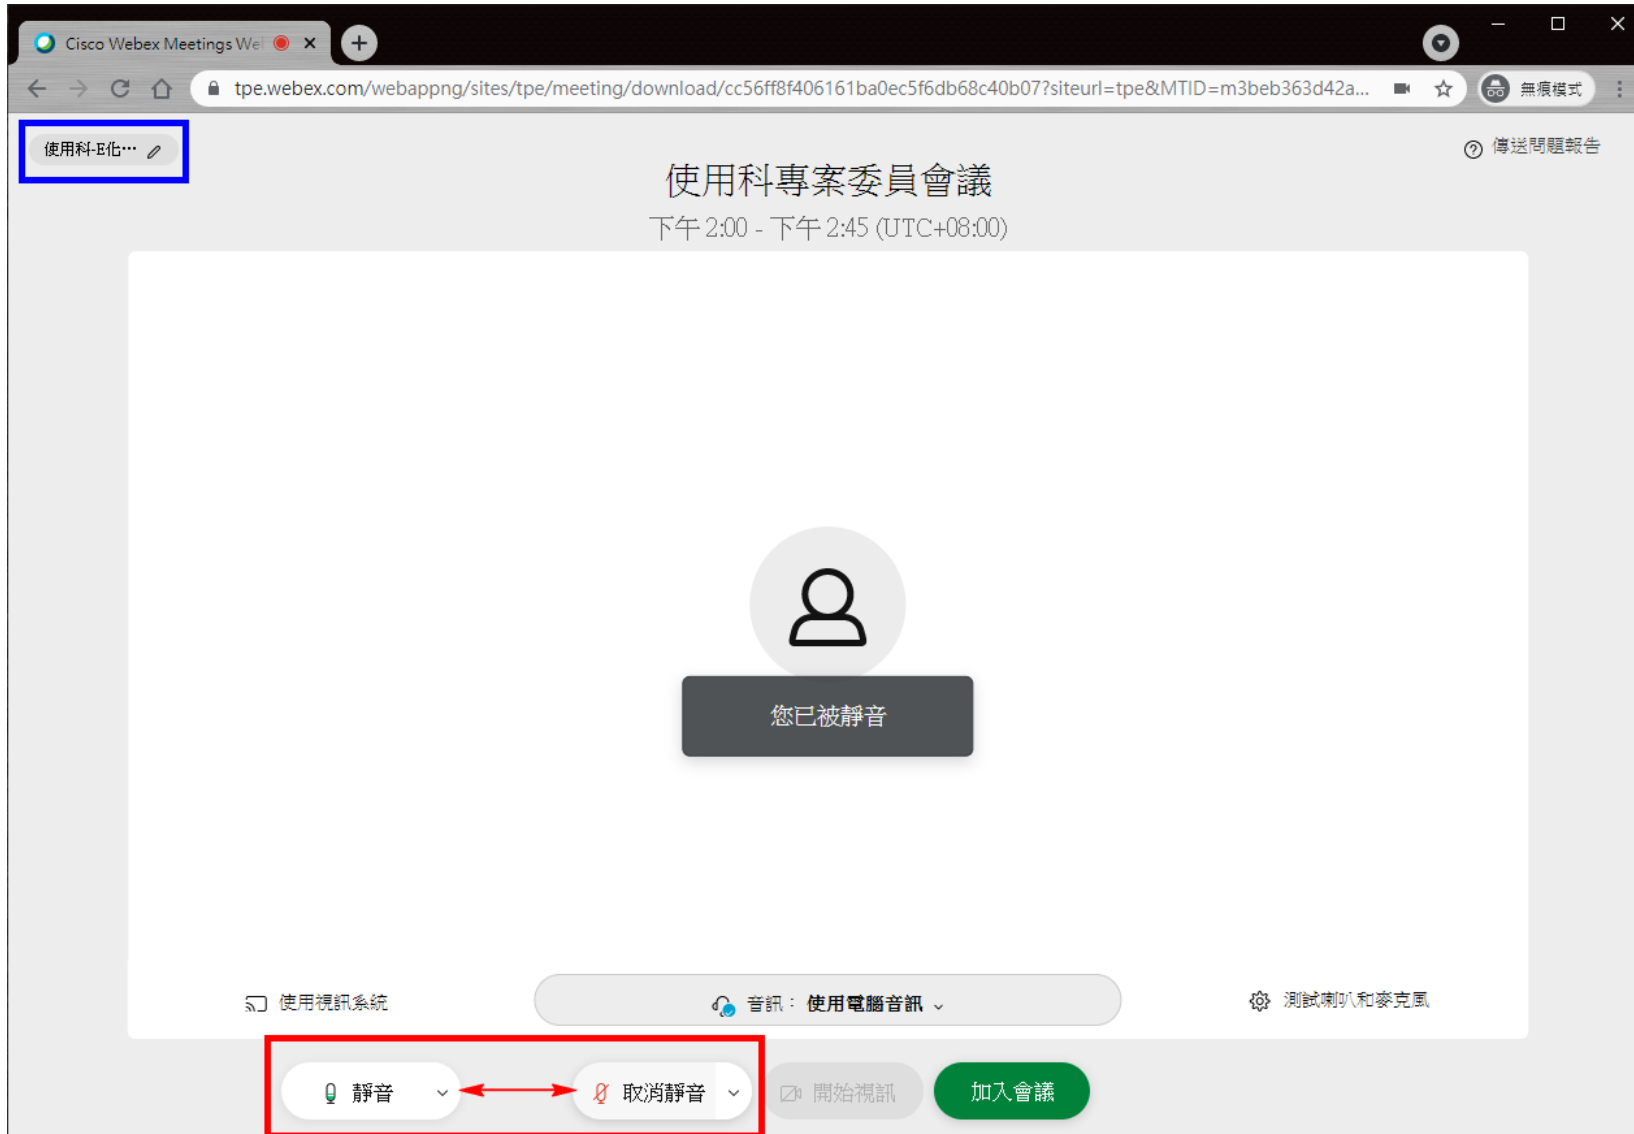 Cisco Webex Meetings We
tpe.webex.com/webappng/sites/tpe/meeting/download/cc56ff8f406161ba0ec5f6db68c40b07?siteurl=tpe&MTID=m3beb363d42a...
無痕模式
使用科-E化…
傳送問題報告
使用科專案委員會議
下午 2:00 - 下午 2:45 (UTC+08:00)
您已被靜音
使用視訊系統
音訊： 使用電腦音訊
測試喇叭和麥克風
靜音
取消靜音
開始視訊
加入會議